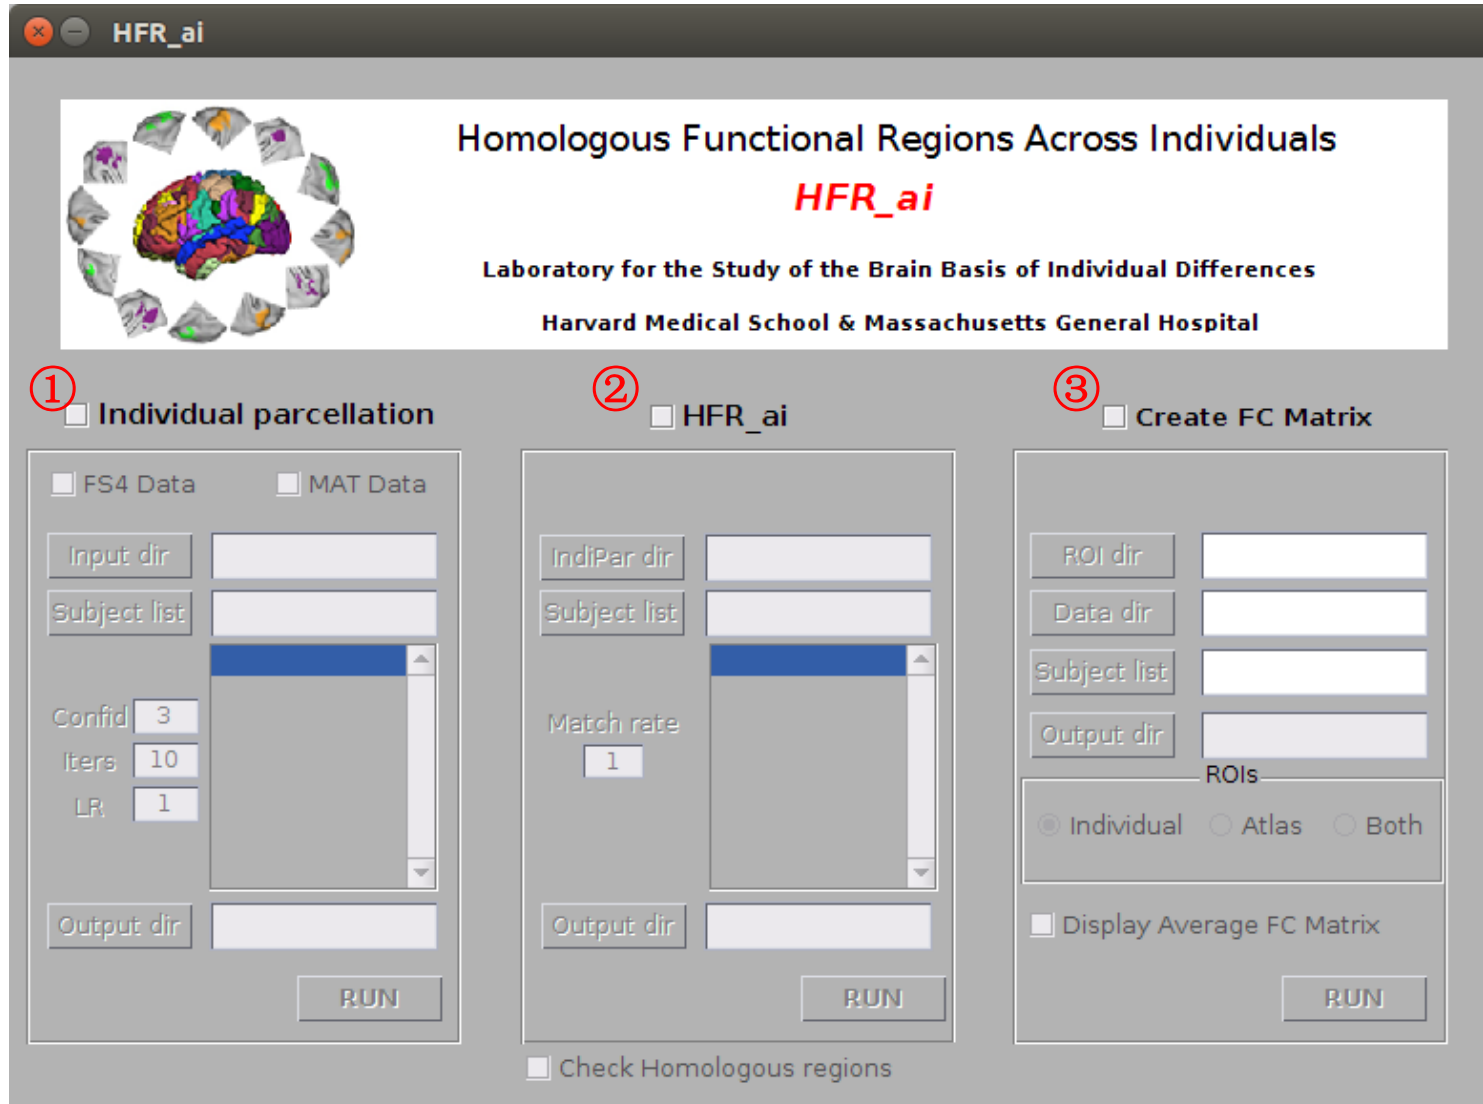 HFR_ai
Homologous Functional Regions Across Individuals
HFR_ai
Laboratory for the Study of the Brain Basis of Individual Differences
Harvard Medical School & Massachusetts General Hospital
① Individual parcellation
FS4 Data MAT Data
Input dir
Subject list
Confid 3
Iters 10
LR 1
Output dir
RUN
② HFR_ai
IndiPar dir
Subject list
Match rate
1
Output dir
RUN
Check Homologous regions
③ Create FC Matrix
ROI dir
Data dir
Subject list
Output dir
ROIs
Individual Atlas Both
Display Average FC Matrix
RUN